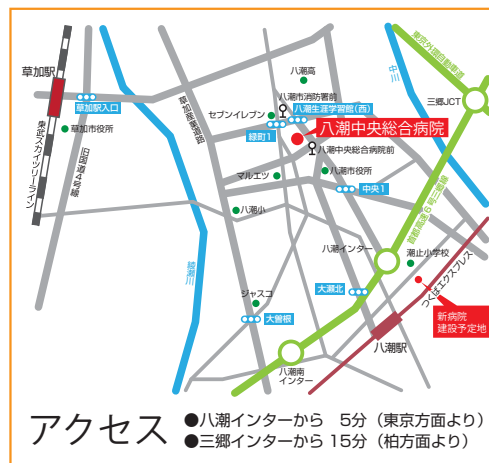 東京外環自動車道
中川
草加駅
八潮高
三郷JCT
八潮市消防署前
草加駅入口
セブンイレブン
八潮生涯学習館(西)
草加産業道路
緑町1
八潮中央総合病院
草加市役所
八潮中央総合病院前
東武スカイツリーライン
旧国道4号線
マルエツ
八潮市役所
中央1
首都高速6号三郷線
八潮小
八潮インター
潮止小学校
綾瀬川
つくばエクスプレス
ジャスコ
大瀬北
大曽根
新病院
建設予定地
八潮駅
八潮南
インター
アクセス
●八潮インターから 5分(東京方面より)
●三郷インターから 15分(柏方面より)